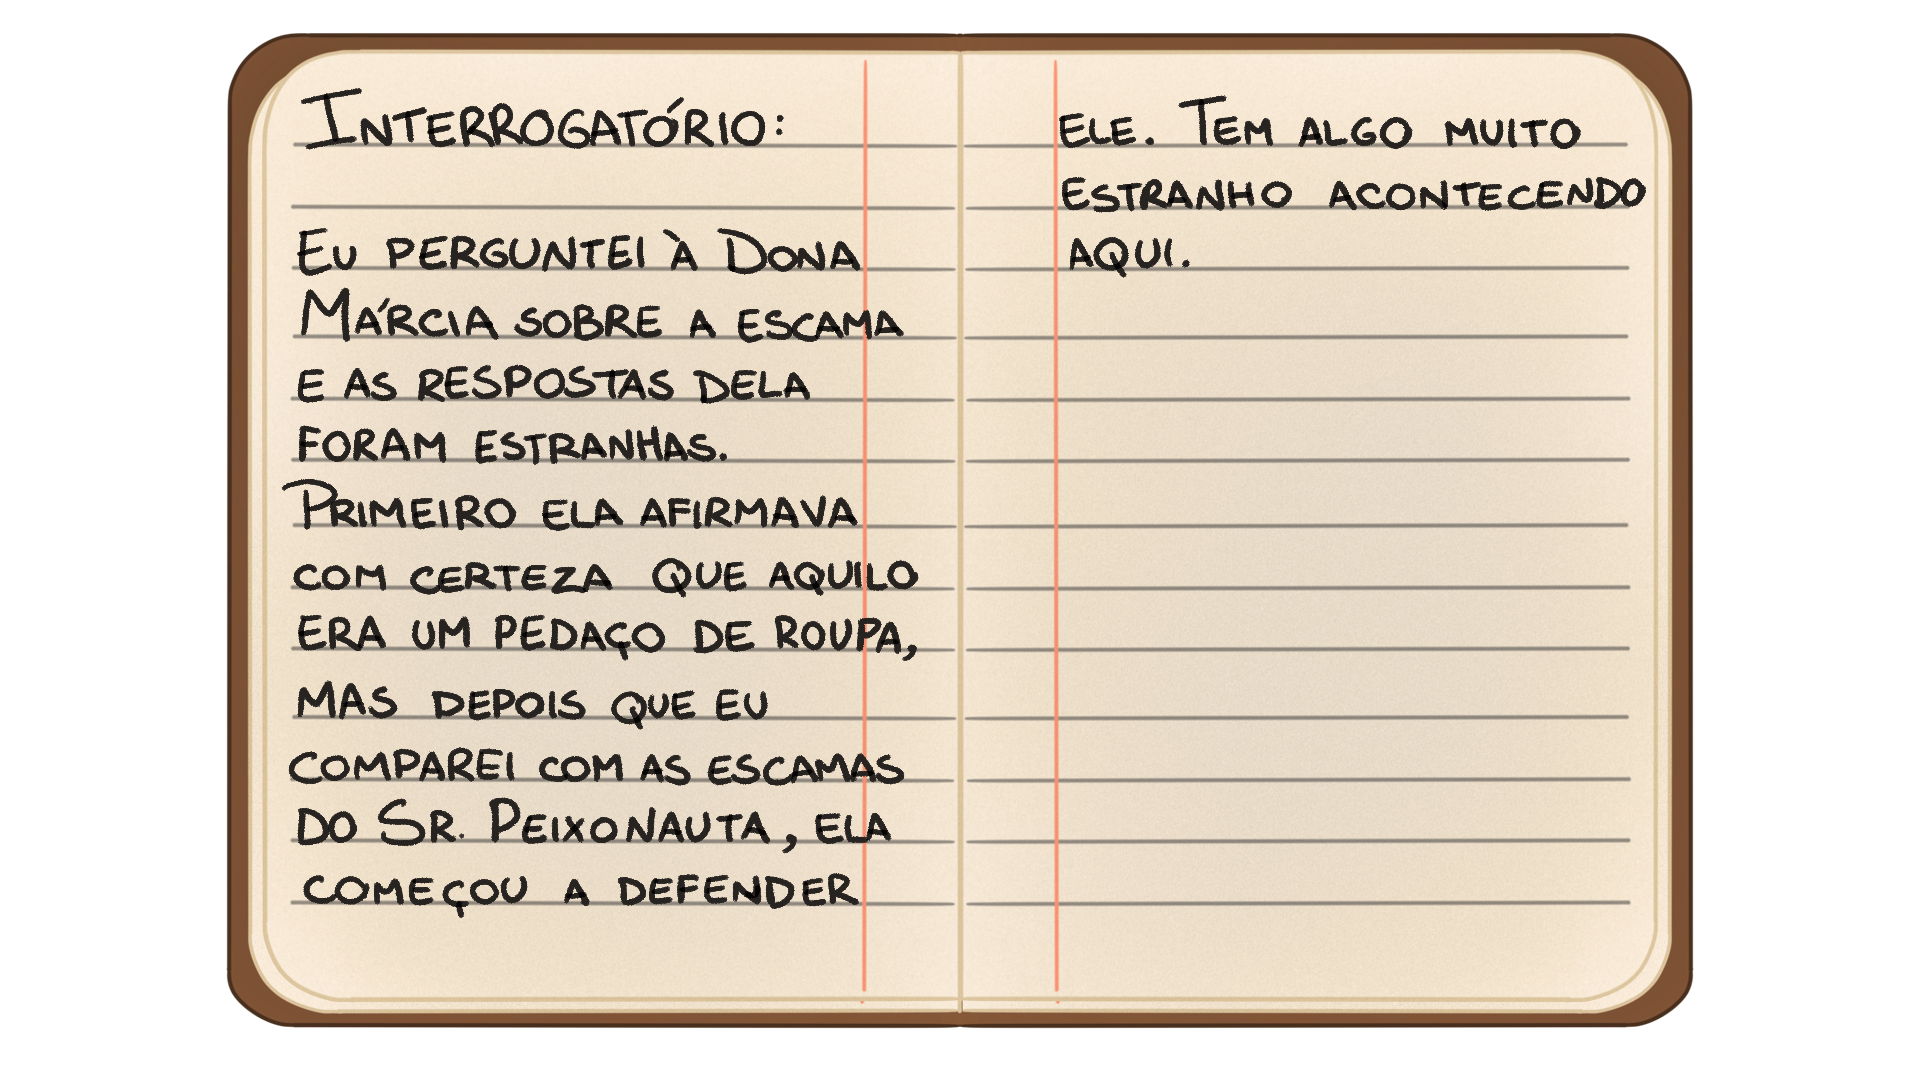 INTERROGATÓRIO:
EU PERGUNTEI À DONA
MÁRCIA SOBRE A ESCAMA
E AS RESPOSTAS DELA
FORAM ESTRANHAS.
PRIMEIRO ELA AFIRMAVA
COM CERTEZA QUE AQUILO
ERA UM PEDAÇO DE ROUPA,
MAS DEPOIS QUE EU
COMPAREI COM AS ESCAMAS
DO SR. PEIXONAUTA, ELA
COMEÇOU A DEFENDER
ELE. TEM ALGO MUITO
ESTRANHO ACONTECENDO
AQUI.